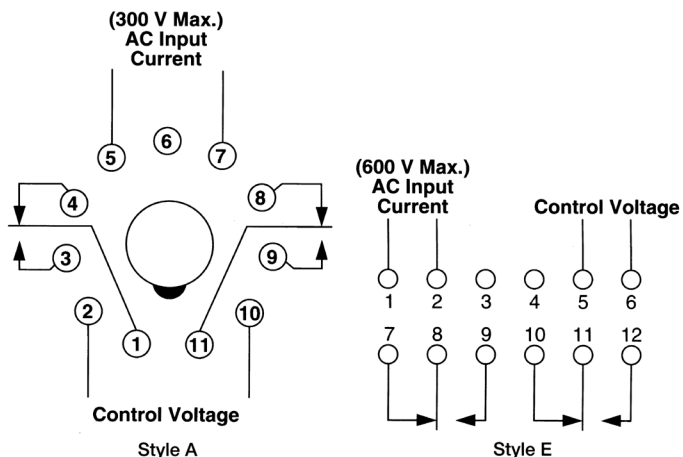 (300 V Max.)
AC Input
Current
5
6
7
4
8
3
9
2
10
1
11
Control Voltage
Style A
(600 V Max.)
AC Input
Current
Control Voltage
1 2 3 4 5 6
7 8 9 10 11 12
Style E